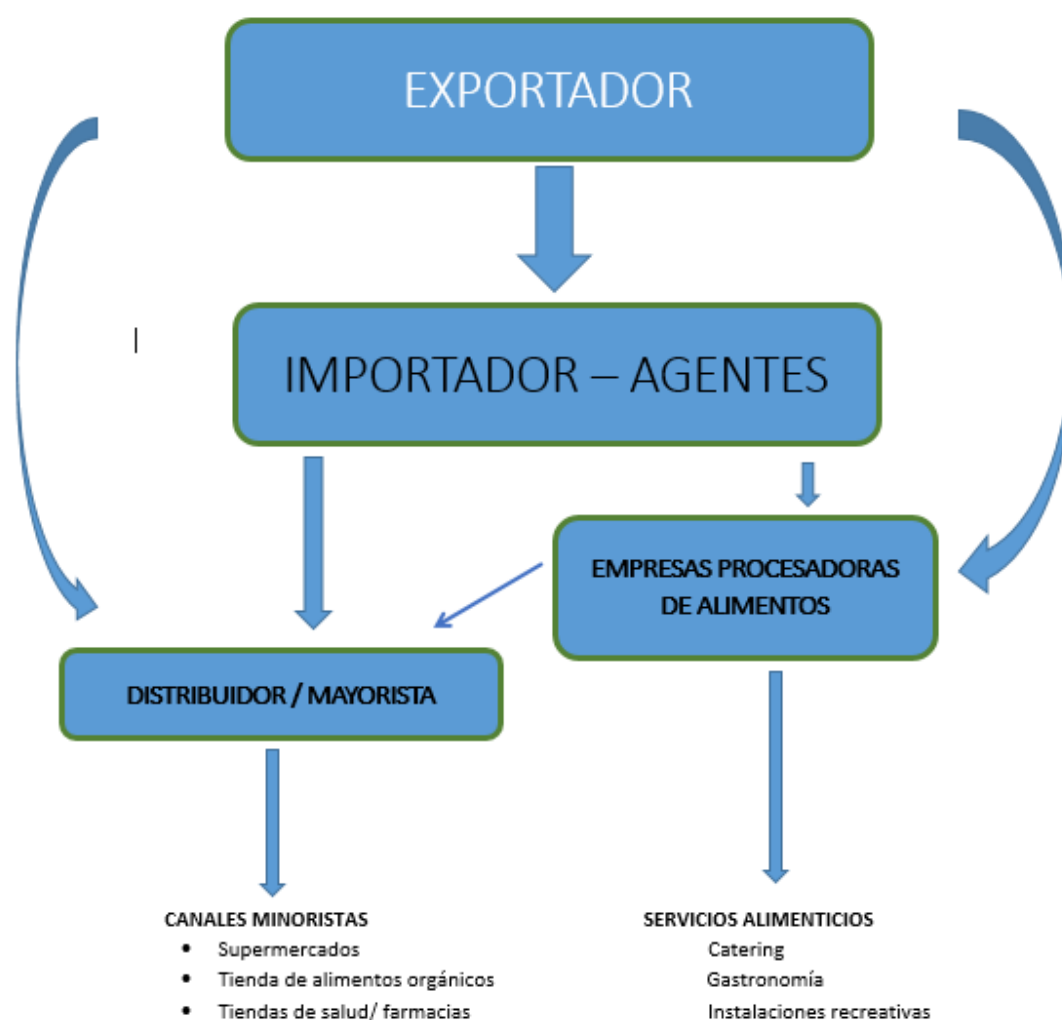 EXPORTADOR
IMPORTADOR – AGENTES
EMPRESAS PROCESADORAS
DE ALIMENTOS
DISTRIBUIDOR / MAYORISTA
CANALES MINORISTAS
• Supermercados
• Tienda de alimentos orgánicos
• Tiendas de salud/ farmacias
SERVICIOS ALIMENTICIOS
Catering
Gastronomía
Instalaciones recreativas